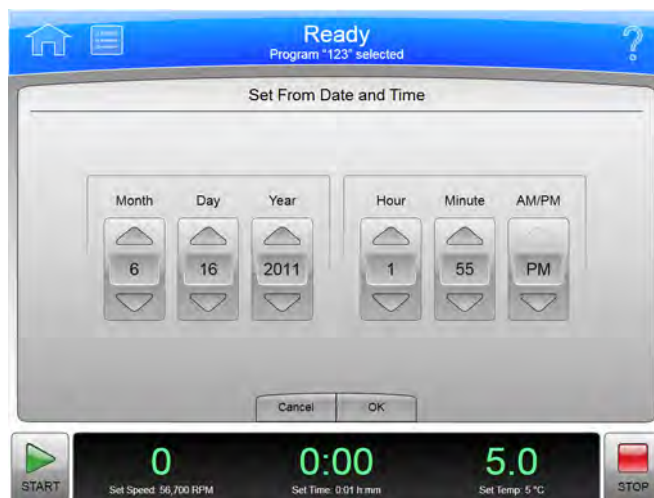 Ready
Program "123" selected
Set From Date and Time
Month Day Year Hour Minute AM/PM
6 16 2011 1 55 PM
Cancel OK
0 0:00 5.0
START Set Speed: 56,700 RPM Set Time: 0:01 h:mm Set Temp: 5 °C STOP